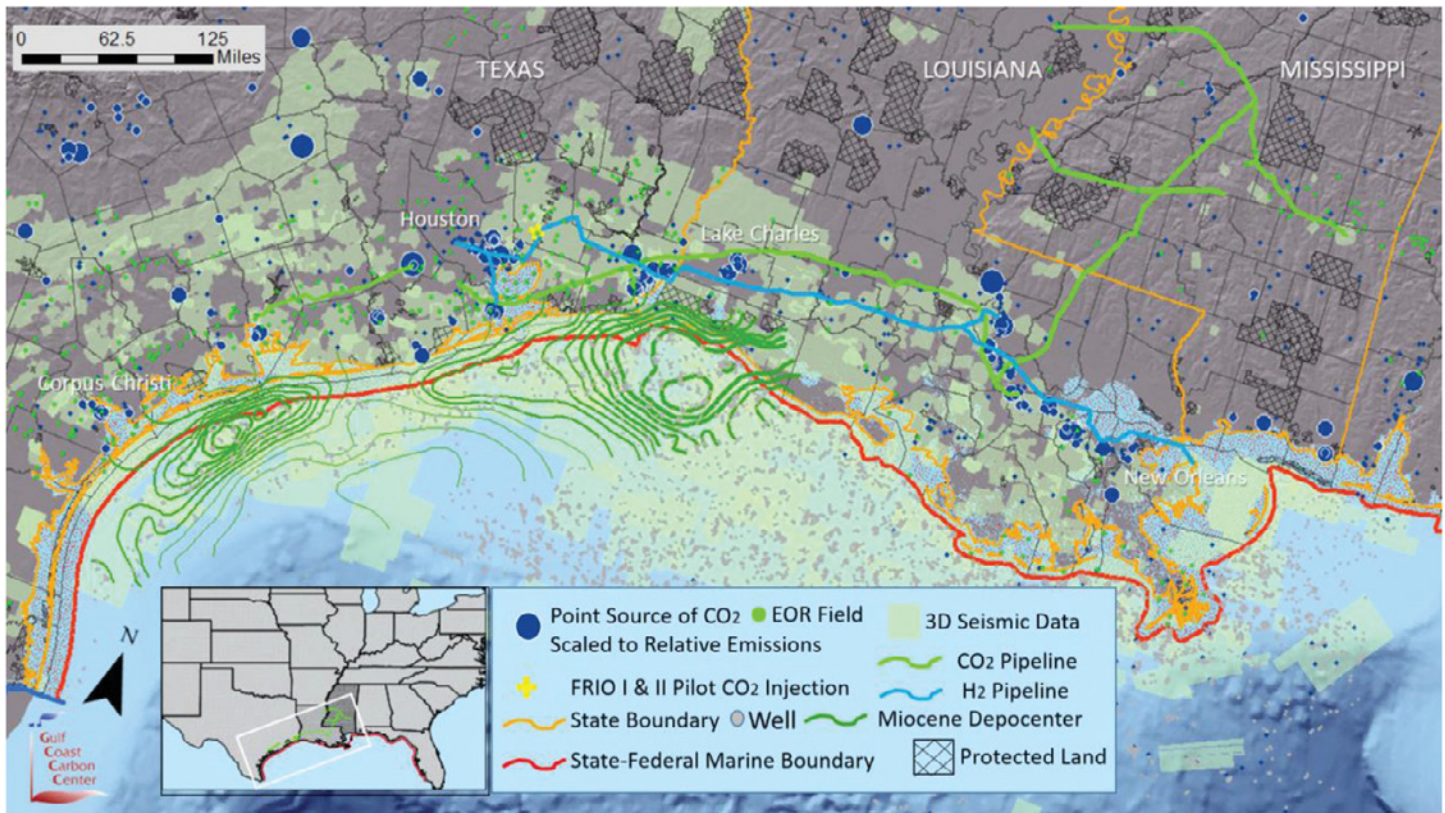 0 62.5 125
Miles
TEXAS
LOUISIANA
MISSISSIPPI
Houston
Lake Charles
Corpus Christi
New Orleans
N
Gulf
Coast
Carbon
Center
Point Source of CO2
Scaled to Relative Emissions
EOR Field
3D Seismic Data
CO2 Pipeline
FRIO I & II Pilot CO2 Injection
H2 Pipeline
State Boundary
Well
Miocene Depocenter
State-Federal Marine Boundary
Protected Land